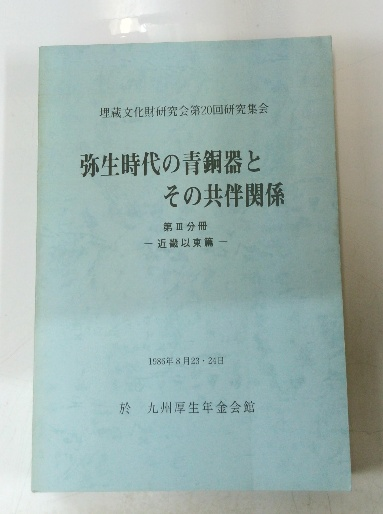 埋蔵文化財研究会第20回研究集会
弥生時代の青銅器と
その共伴関係
第Ⅲ分冊
－近畿以東篇－
1986年8月23・24日
於 九州厚生年金会館